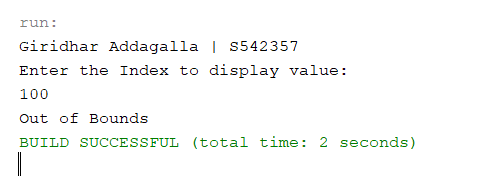 run:
Giridhar Addagalla | S542357
Enter the Index to display value:
100
Out of Bounds
BUILD SUCCESSFUL (total time: 2 seconds)